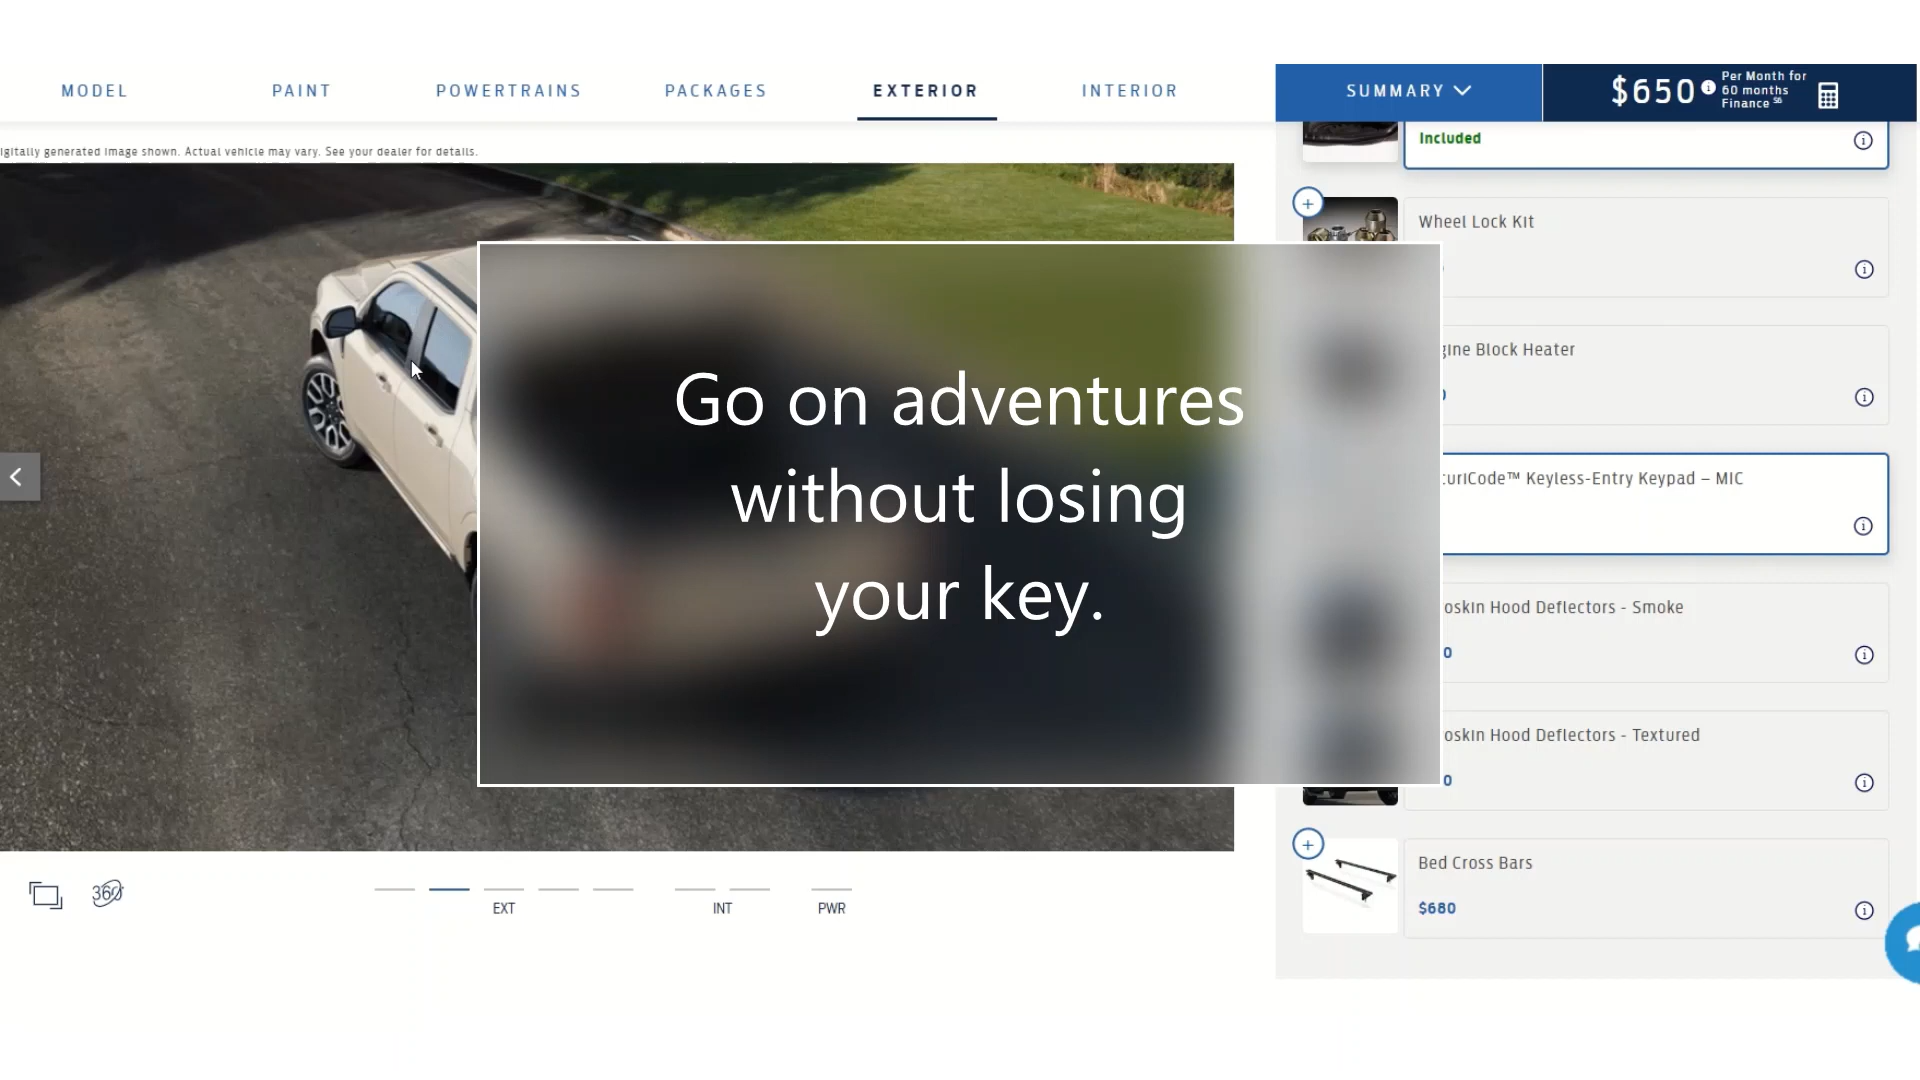 MODEL PAINT POWERTRAINS PACKAGES EXTERIOR INTERIOR SUMMARY $650 Per Month for
60 months
Finance S6
igitally generated image shown. Actual vehicle may vary. See your dealer for details.
Included
Wheel Lock Kit
gine Block Heater
curiCode™ Keyless-Entry Keypad – MIC
Go on adventures
without losing
your key.
oskin Hood Deflectors - Smoke
0
oskin Hood Deflectors - Textured
0
Bed Cross Bars
$680
360
EXT INT PWR